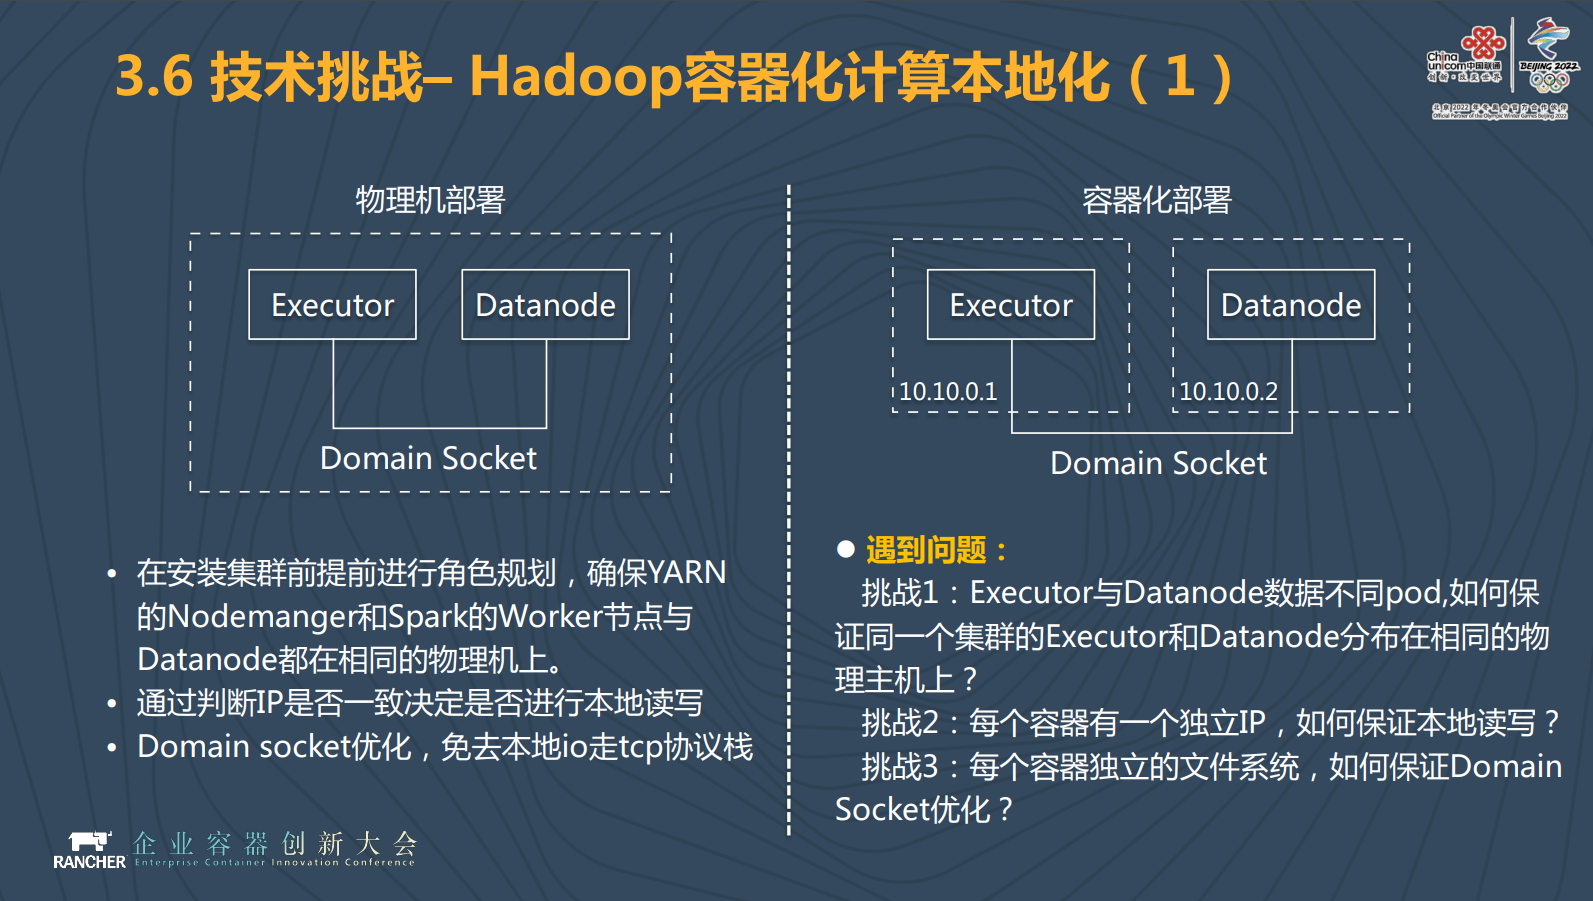 3.6 技术挑战– Hadoop容器化计算本地化（1）
China unicom中国联通
创新·改变世界
BEIJING 2022
北京2022年冬奥会官方合作伙伴
Official Partner of the Olympic Winter Games Beijing 2022
物理机部署
Executor
Datanode
Domain Socket
• 在安装集群前提前进行角色规划，确保YARN
的Nodemanger和Spark的Worker节点与
Datanode都在相同的物理机上。
• 通过判断IP是否一致决定是否进行本地读写
• Domain socket优化，免去本地io走tcp协议栈
容器化部署
Executor
Datanode
10.10.0.1
10.10.0.2
Domain Socket
● 遇到问题：
挑战1：Executor与Datanode数据不同pod,如何保
证同一个集群的Executor和Datanode分布在相同的物
理主机上？
挑战2：每个容器有一个独立IP，如何保证本地读写？
挑战3：每个容器独立的文件系统，如何保证Domain
Socket优化？
RANCHER
企业容器创新大会
Enterprise Container Innovation Conference